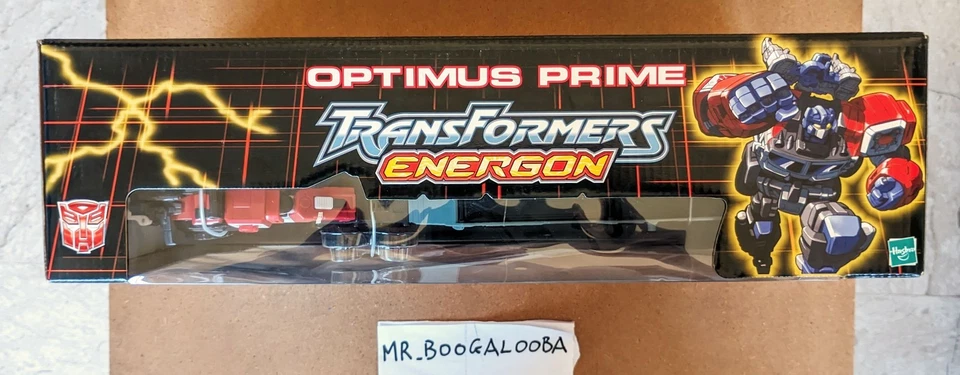 OPTIMUS PRIME
TRANSFORMERS
ENERGON
Hasbro
MR_BOOGALOOBA